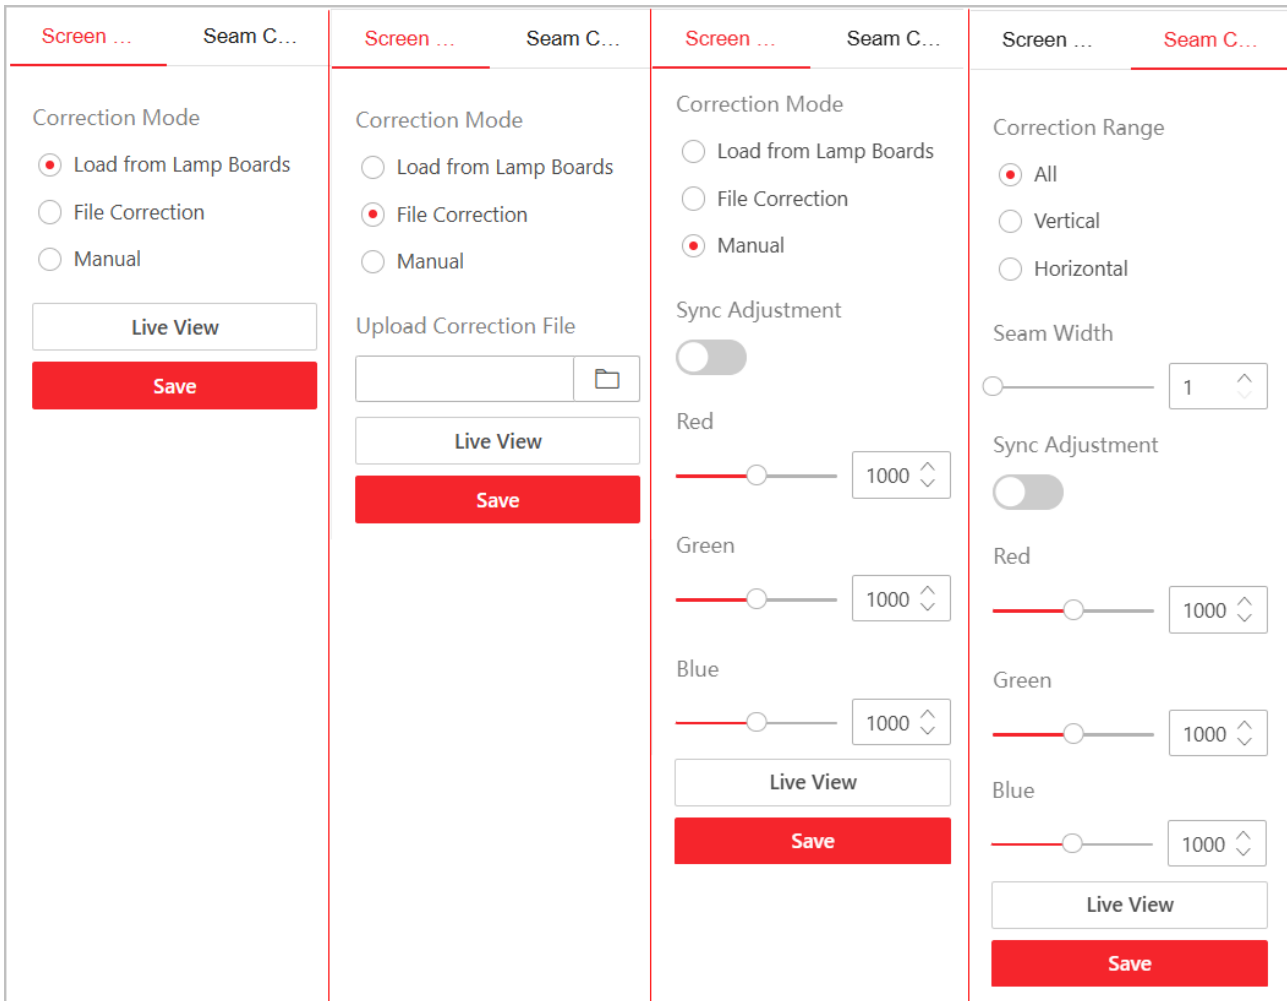 Screen ...
Seam C...
Correction Mode
Load from Lamp Boards
File Correction
Manual
Live View
Save
Screen ...
Seam C...
Correction Mode
Load from Lamp Boards
File Correction
Manual
Upload Correction File
Live View
Save
Screen ...
Seam C...
Correction Mode
Load from Lamp Boards
File Correction
Manual
Sync Adjustment
Red
1000
Green
1000
Blue
1000
Live View
Save
Screen ...
Seam C...
Correction Range
All
Vertical
Horizontal
Seam Width
1
Sync Adjustment
Red
1000
Green
1000
Blue
1000
Live View
Save